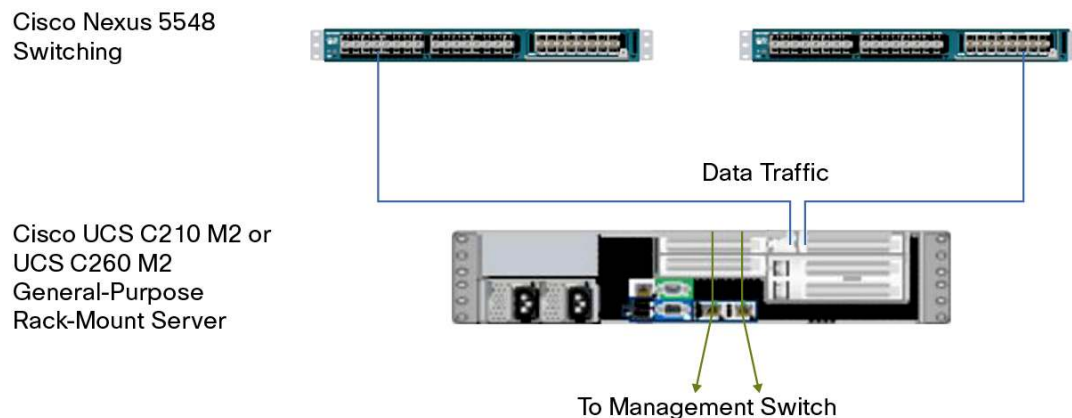 Cisco Nexus 5548
Switching
Data Traffic
Cisco UCS C210 M2 or
UCS C260 M2
General-Purpose
Rack-Mount Server
To Management Switch